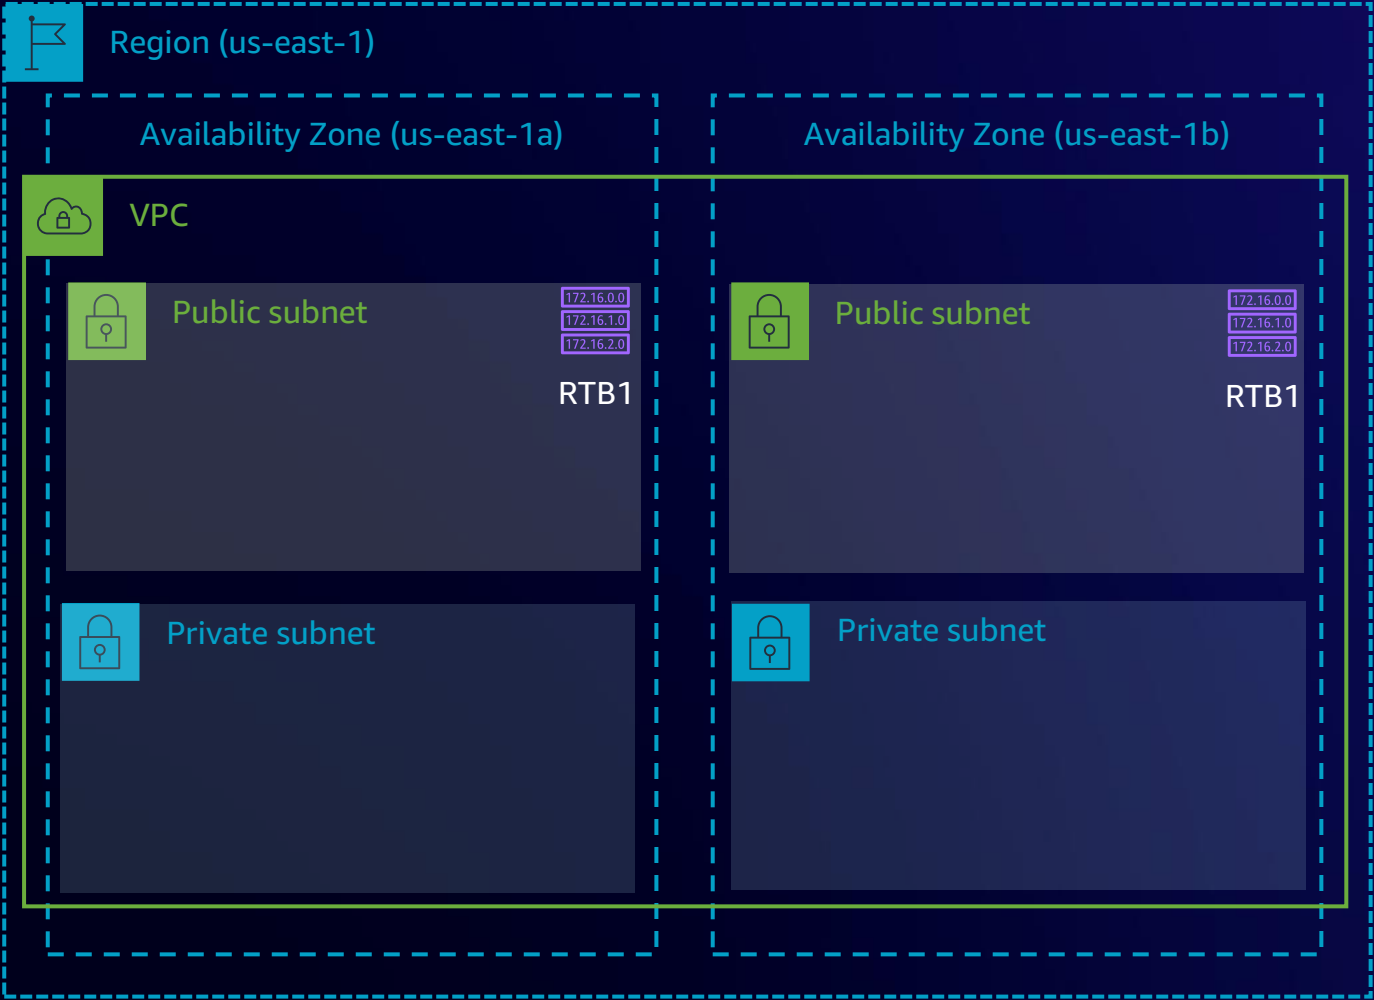 Region (us-east-1)
Availability Zone (us-east-1a)
Availability Zone (us-east-1b)
VPC
Public subnet
172.16.0.0
172.16.1.0
172.16.2.0
RTB1
Public subnet
172.16.0.0
172.16.1.0
172.16.2.0
RTB1
Private subnet
Private subnet